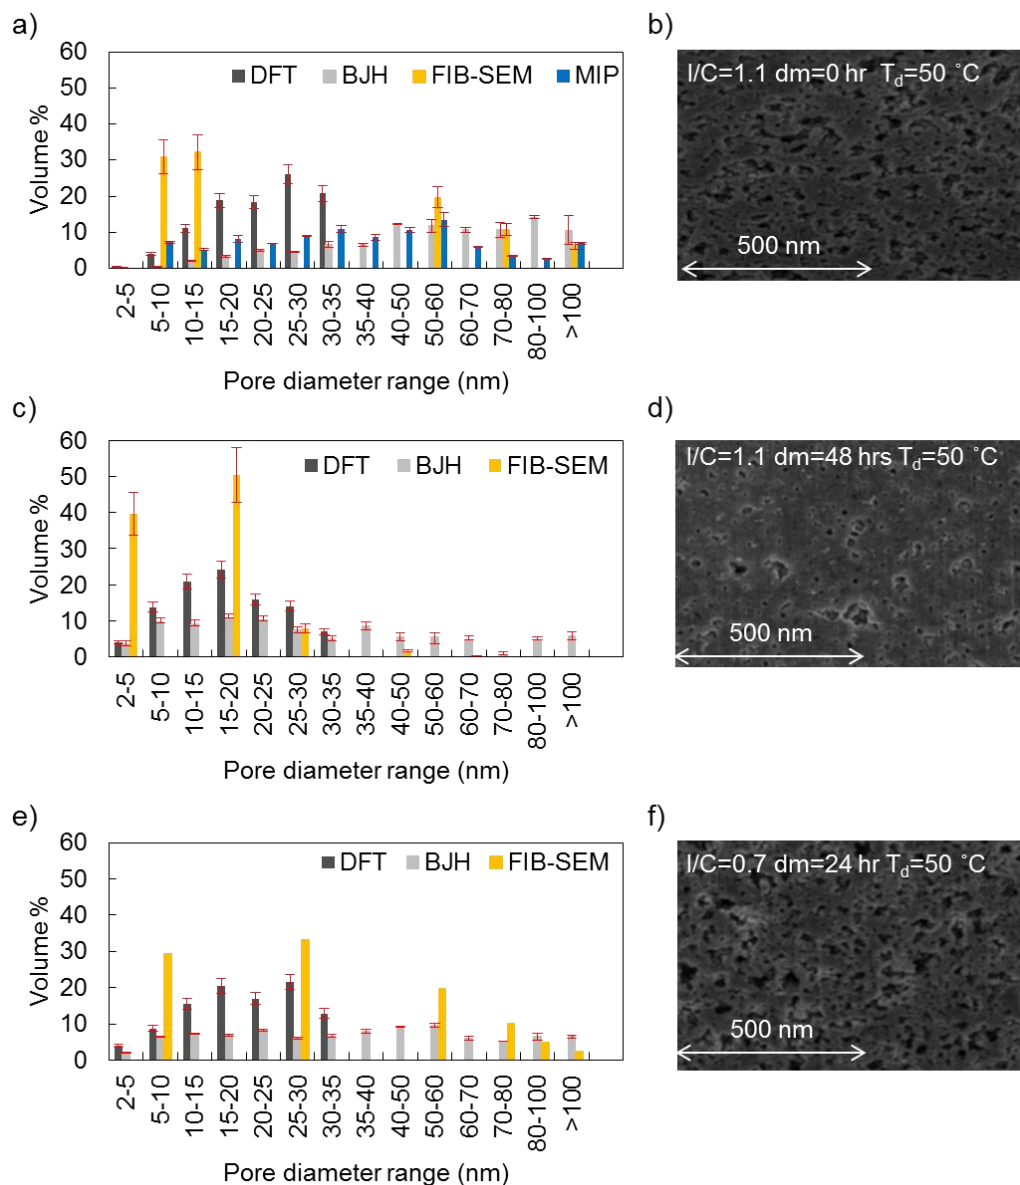 a)
60
50
40
30
20
10
0
Volume %
DFT BJH FIB-SEM MIP
2-5 5-10 10-15 15-20 20-25 25-30 30-35 35-40 40-50 50-60 60-70 70-80 80-100 >100
Pore diameter range (nm)
b)
I/C=1.1 dm=0 hr T_d=50 ˚C
500 nm
c)
60
50
40
30
20
10
0
Volume %
DFT BJH FIB-SEM
2-5 5-10 10-15 15-20 20-25 25-30 30-35 35-40 40-50 50-60 60-70 70-80 80-100 >100
Pore diameter range (nm)
d)
I/C=1.1 dm=48 hrs T_d=50 ˚C
500 nm
e)
60
50
40
30
20
10
0
Volume %
DFT BJH FIB-SEM
2-5 5-10 10-15 15-20 20-25 25-30 30-35 35-40 40-50 50-60 60-70 70-80 80-100 >100
Pore diameter range (nm)
f)
I/C=0.7 dm=24 hr T_d=50 ˚C
500 nm